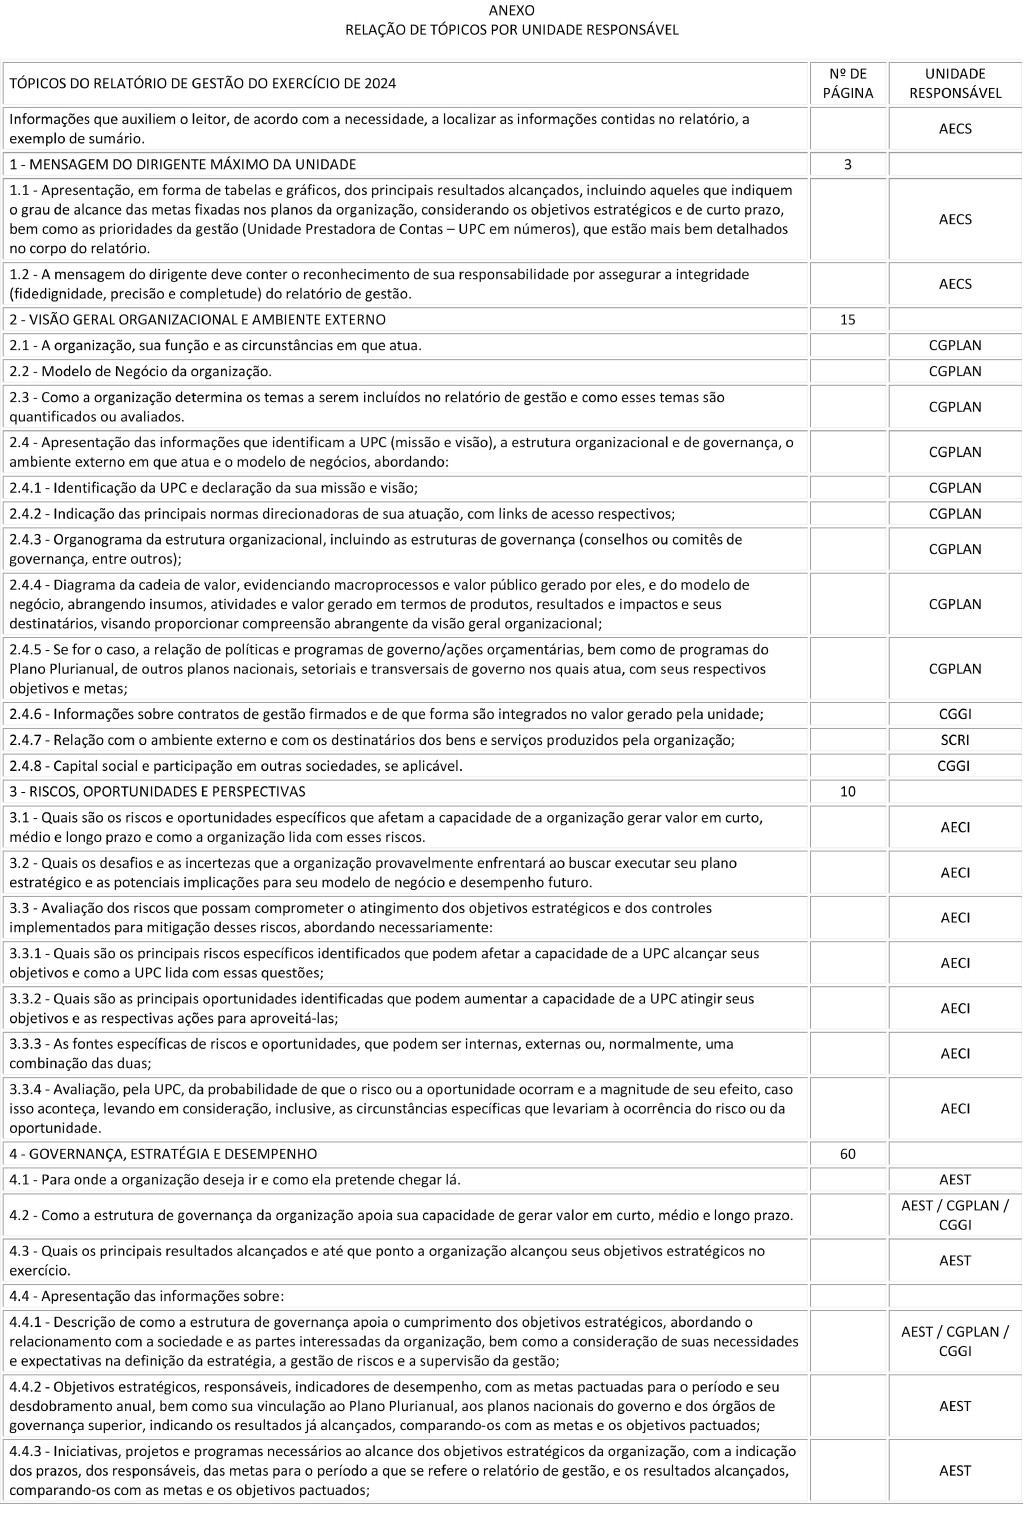 ANEXO
RELAÇÃO DE TÓPICOS POR UNIDADE RESPONSÁVEL
TÓPICOS DO RELATÓRIO DE GESTÃO DO EXERCÍCIO DE 2024
Nº DE
PÁGINA
UNIDADE
RESPONSÁVEL
Informações que auxiliem o leitor, de acordo com a necessidade, a localizar as informações contidas no relatório, a
exemplo de sumário.
AECS
1 - MENSAGEM DO DIRIGENTE MÁXIMO DA UNIDADE
3
1.1 - Apresentação, em forma de tabelas e gráficos, dos principais resultados alcançados, incluindo aqueles que indiquem
o grau de alcance das metas fixadas nos planos da organização, considerando os objetivos estratégicos e de curto prazo,
bem como as prioridades da gestão (Unidade Prestadora de Contas – UPC em números), que estão mais bem detalhados
no corpo do relatório.
AECS
1.2 - A mensagem do dirigente deve conter o reconhecimento de sua responsabilidade por assegurar a integridade
(fidedignidade, precisão e completude) do relatório de gestão.
AECS
2 - VISÃO GERAL ORGANIZACIONAL E AMBIENTE EXTERNO
15
2.1 - A organização, sua função e as circunstâncias em que atua.
CGPLAN
2.2 - Modelo de Negócio da organização.
CGPLAN
2.3 - Como a organização determina os temas a serem incluídos no relatório de gestão e como esses temas são
quantificados ou avaliados.
CGPLAN
2.4 - Apresentação das informações que identificam a UPC (missão e visão), a estrutura organizacional e de governança, o
ambiente externo em que atua e o modelo de negócios, abordando:
CGPLAN
2.4.1 - Identificação da UPC e declaração da sua missão e visão;
CGPLAN
2.4.2 - Indicação das principais normas direcionadoras de sua atuação, com links de acesso respectivos;
CGPLAN
2.4.3 - Organograma da estrutura organizacional, incluindo as estruturas de governança (conselhos ou comitês de
governança, entre outros);
CGPLAN
2.4.4 - Diagrama da cadeia de valor, evidenciando macroprocessos e valor público gerado por eles, e do modelo de
negócio, abrangendo insumos, atividades e valor gerado em termos de produtos, resultados e impactos e seus
destinatários, visando proporcionar compreensão abrangente da visão geral organizacional;
CGPLAN
2.4.5 - Se for o caso, a relação de políticas e programas de governo/ações orçamentárias, bem como de programas do
Plano Plurianual, de outros planos nacionais, setoriais e transversais de governo nos quais atua, com seus respectivos
objetivos e metas;
CGPLAN
2.4.6 - Informações sobre contratos de gestão firmados e de que forma são integrados no valor gerado pela unidade;
CGGI
2.4.7 - Relação com o ambiente externo e com os destinatários dos bens e serviços produzidos pela organização;
SCRI
2.4.8 - Capital social e participação em outras sociedades, se aplicável.
CGGI
3 - RISCOS, OPORTUNIDADES E PERSPECTIVAS
10
3.1 - Quais são os riscos e oportunidades específicos que afetam a capacidade de a organização gerar valor em curto,
médio e longo prazo e como a organização lida com esses riscos.
AECI
3.2 - Quais os desafios e as incertezas que a organização provavelmente enfrentará ao buscar executar seu plano
estratégico e as potenciais implicações para seu modelo de negócio e desempenho futuro.
AECI
3.3 - Avaliação dos riscos que possam comprometer o atingimento dos objetivos estratégicos e dos controles
implementados para mitigação desses riscos, abordando necessariamente:
AECI
3.3.1 - Quais são os principais riscos específicos identificados que podem afetar a capacidade de a UPC alcançar seus
objetivos e como a UPC lida com essas questões;
AECI
3.3.2 - Quais são as principais oportunidades identificadas que podem aumentar a capacidade de a UPC atingir seus
objetivos e as respectivas ações para aproveitá-las;
AECI
3.3.3 - As fontes específicas de riscos e oportunidades, que podem ser internas, externas ou, normalmente, uma
combinação das duas;
AECI
3.3.4 - Avaliação, pela UPC, da probabilidade de que o risco ou a oportunidade ocorram e a magnitude de seu efeito, caso
isso aconteça, levando em consideração, inclusive, as circunstâncias específicas que levariam à ocorrência do risco ou da
oportunidade.
AECI
4 - GOVERNANÇA, ESTRATÉGIA E DESEMPENHO
60
4.1 - Para onde a organização deseja ir e como ela pretende chegar lá.
AEST
4.2 - Como a estrutura de governança da organização apoia sua capacidade de gerar valor em curto, médio e longo prazo.
AEST / CGPLAN /
CGGI
4.3 - Quais os principais resultados alcançados e até que ponto a organização alcançou seus objetivos estratégicos no
exercício.
AEST
4.4 - Apresentação das informações sobre:
4.4.1 - Descrição de como a estrutura de governança apoia o cumprimento dos objetivos estratégicos, abordando o
relacionamento com a sociedade e as partes interessadas da organização, bem como a consideração de suas necessidades
e expectativas na definição da estratégia, a gestão de riscos e a supervisão da gestão;
AEST / CGPLAN /
CGGI
4.4.2 - Objetivos estratégicos, responsáveis, indicadores de desempenho, com as metas pactuadas para o período e seu
desdobramento anual, bem como sua vinculação ao Plano Plurianual, aos planos nacionais do governo e dos órgãos de
governança superior, indicando os resultados já alcançados, comparando-os com as metas e os objetivos pactuados;
AEST
4.4.3 - Iniciativas, projetos e programas necessários ao alcance dos objetivos estratégicos da organização, com a indicação
dos prazos, dos responsáveis, das metas para o período a que se refere o relatório de gestão, e os resultados alcançados,
comparando-os com as metas e os objetivos pactuados;
AEST